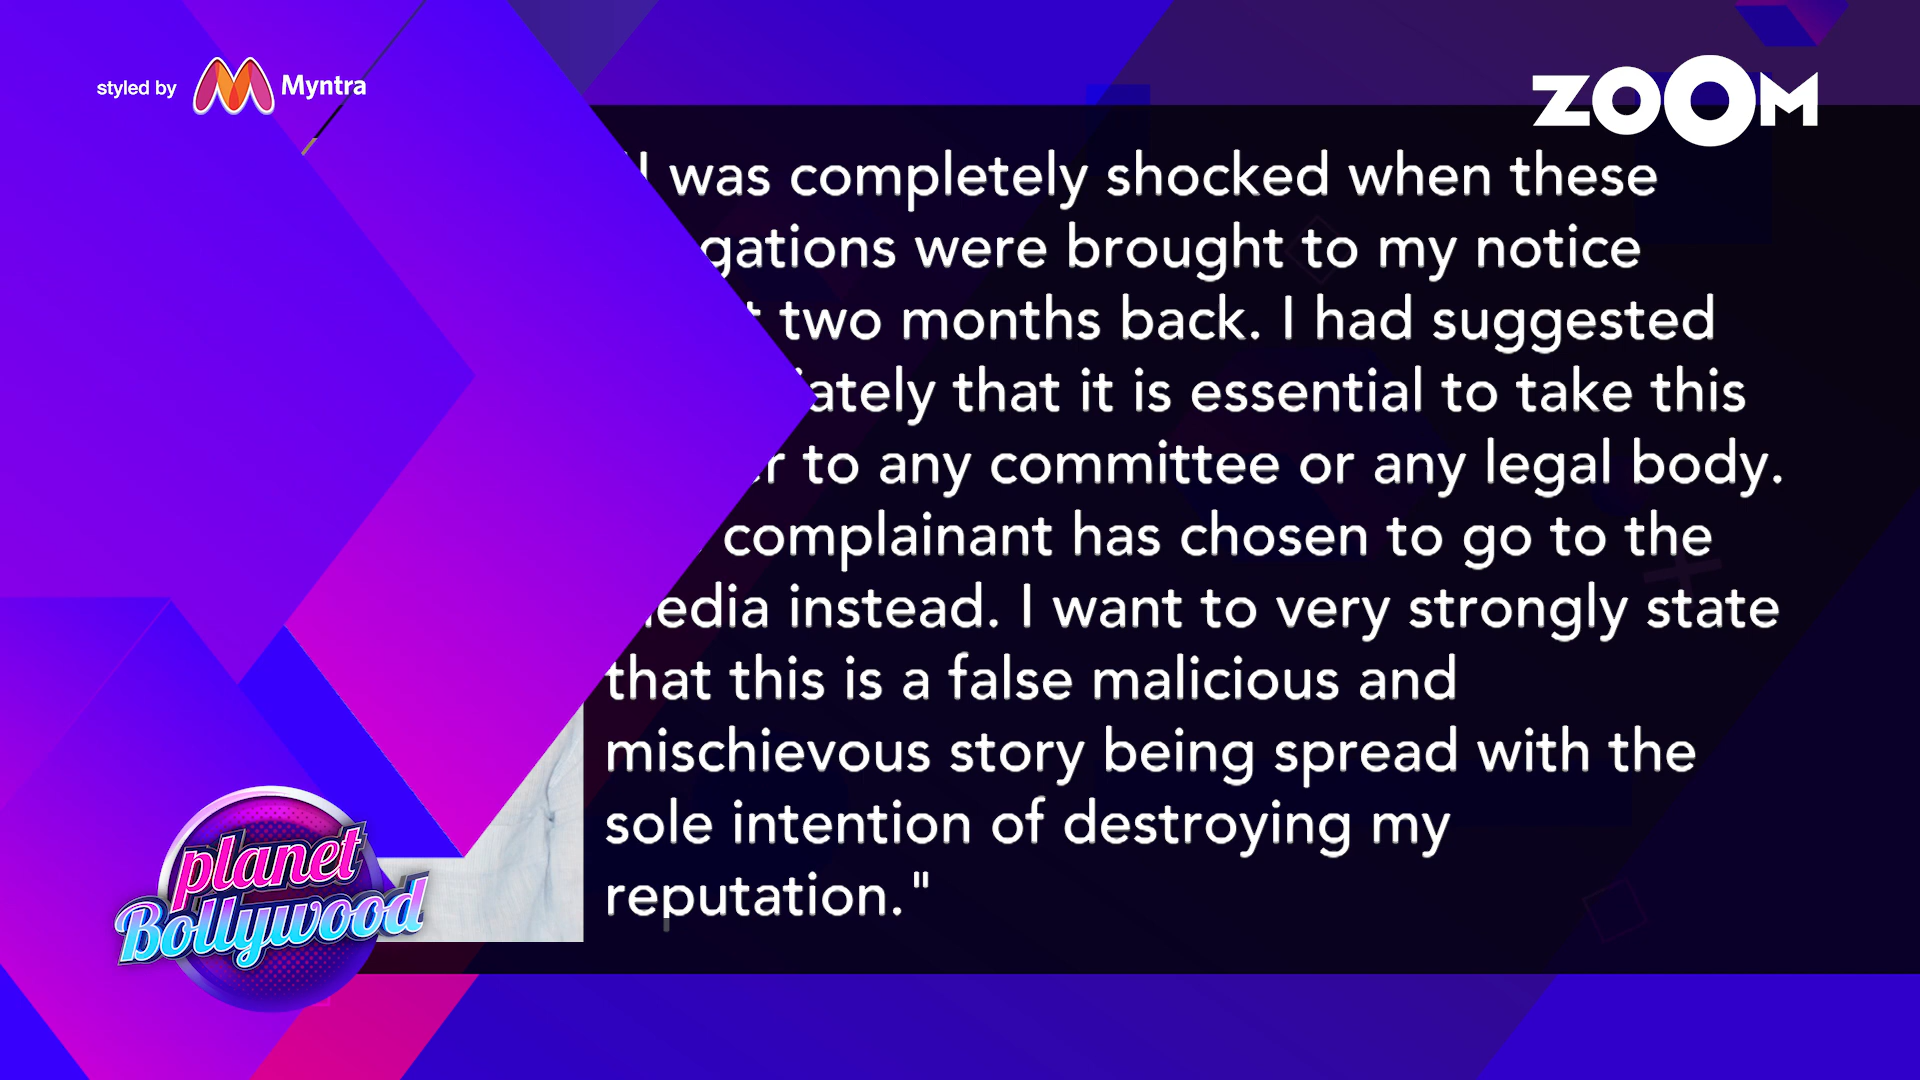 styled by Myntra
ZOOM
was completely shocked when these
were brought to my notice
two months back. I had suggested
that it is essential to take this
to any committee or any legal body.
complainant has chosen to go to the
instead. I want to very strongly state
that this is a false malicious and
mischievous story being spread with the
sole intention of destroying my
reputation."
planet
Bollywood